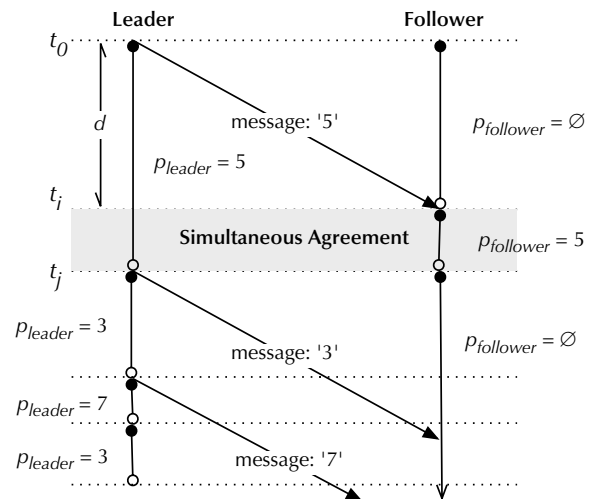 Leader Follower
t0
message: '5'
d
pfollower = ∅
pleader = 5
ti
Simultaneous Agreement
pfollower = 5
tj
pleader = 3
message: '3'
pfollower = ∅
pleader = 7
pleader = 3
message: '7'